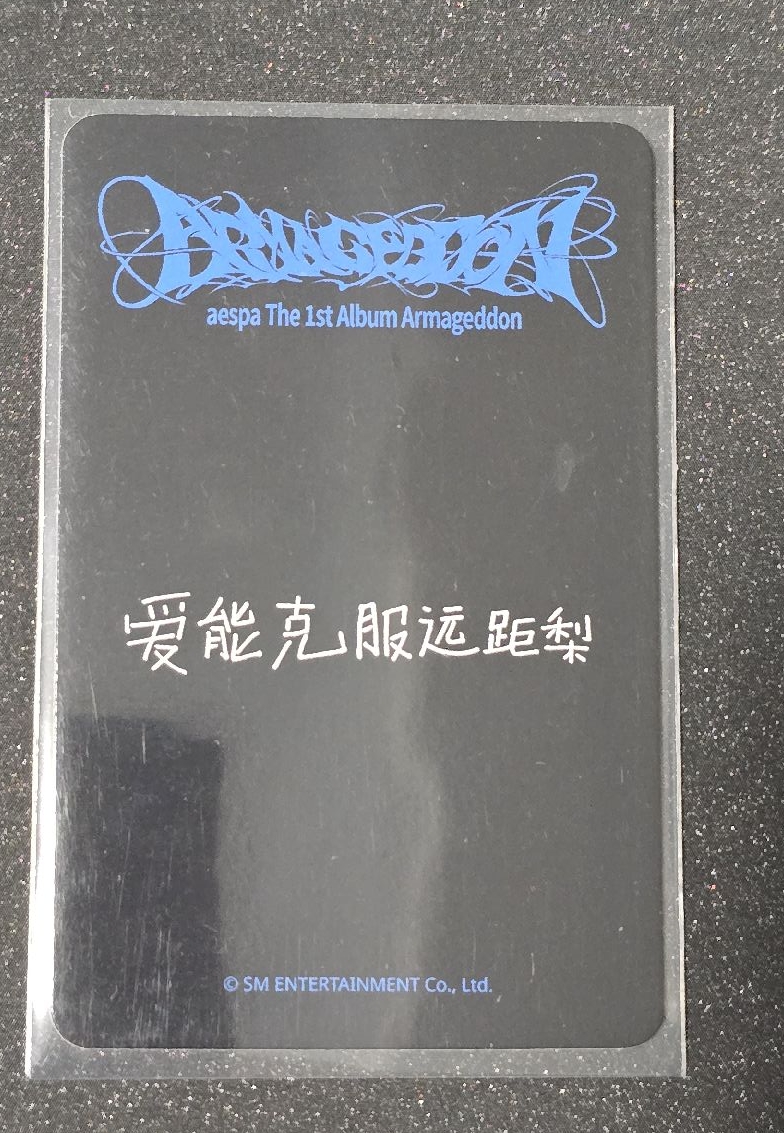 ARMAGEDDON
aespa The 1st Album Armageddon
爱能克服远距梨
© SM ENTERTAINMENT Co., Ltd.